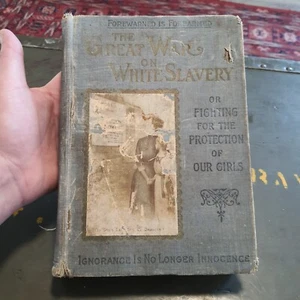 FOREWARNED IS FOREARMED
THE
GREAT WAR
ON
WHITE SLAVERY
OR
FIGHTING
FOR THE
PROTECTION
OF
OUR GIRLS
IGNORANCE IS NO LONGER INNOCENCE